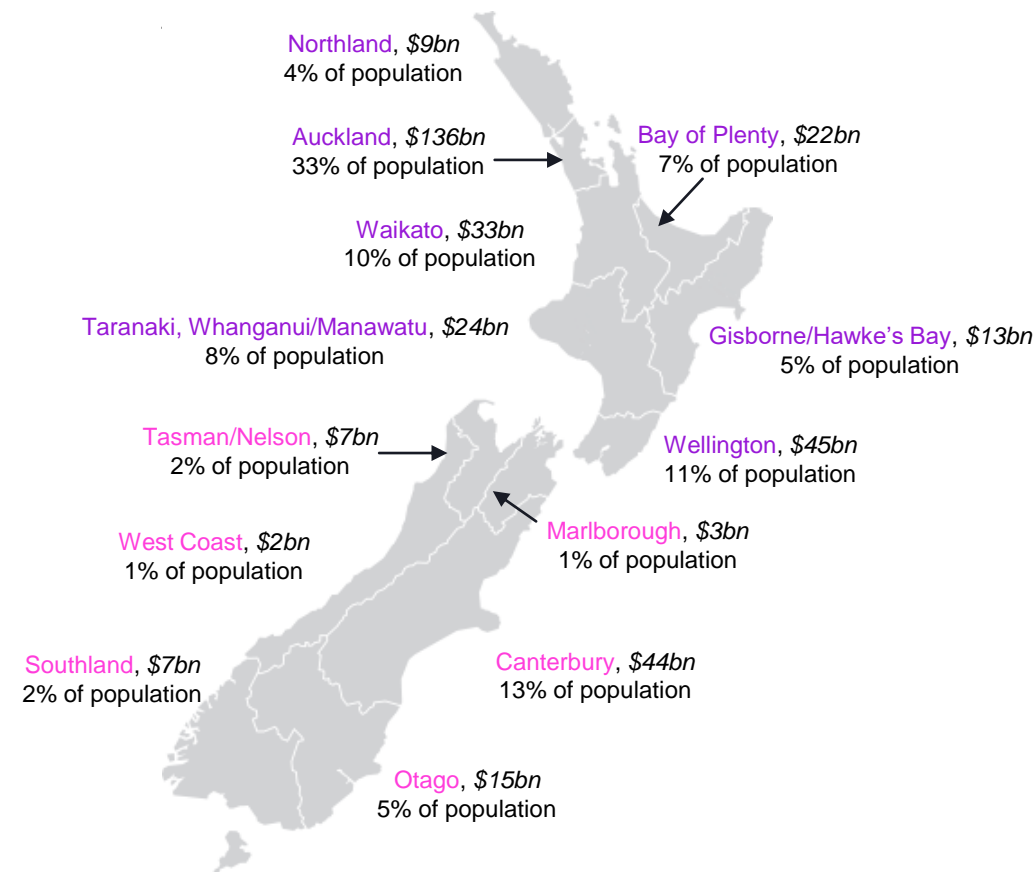 Northland, $9bn
4% of population
Auckland, $136bn
33% of population
Bay of Plenty, $22bn
7% of population
Waikato, $33bn
10% of population
Taranaki, Whanganui/Manawatu, $24bn
8% of population
Gisborne/Hawke's Bay, $13bn
5% of population
Tasman/Nelson, $7bn
2% of population
Wellington, $45bn
11% of population
West Coast, $2bn
1% of population
Marlborough, $3bn
1% of population
Southland, $7bn
2% of population
Canterbury, $44bn
13% of population
Otago, $15bn
5% of population